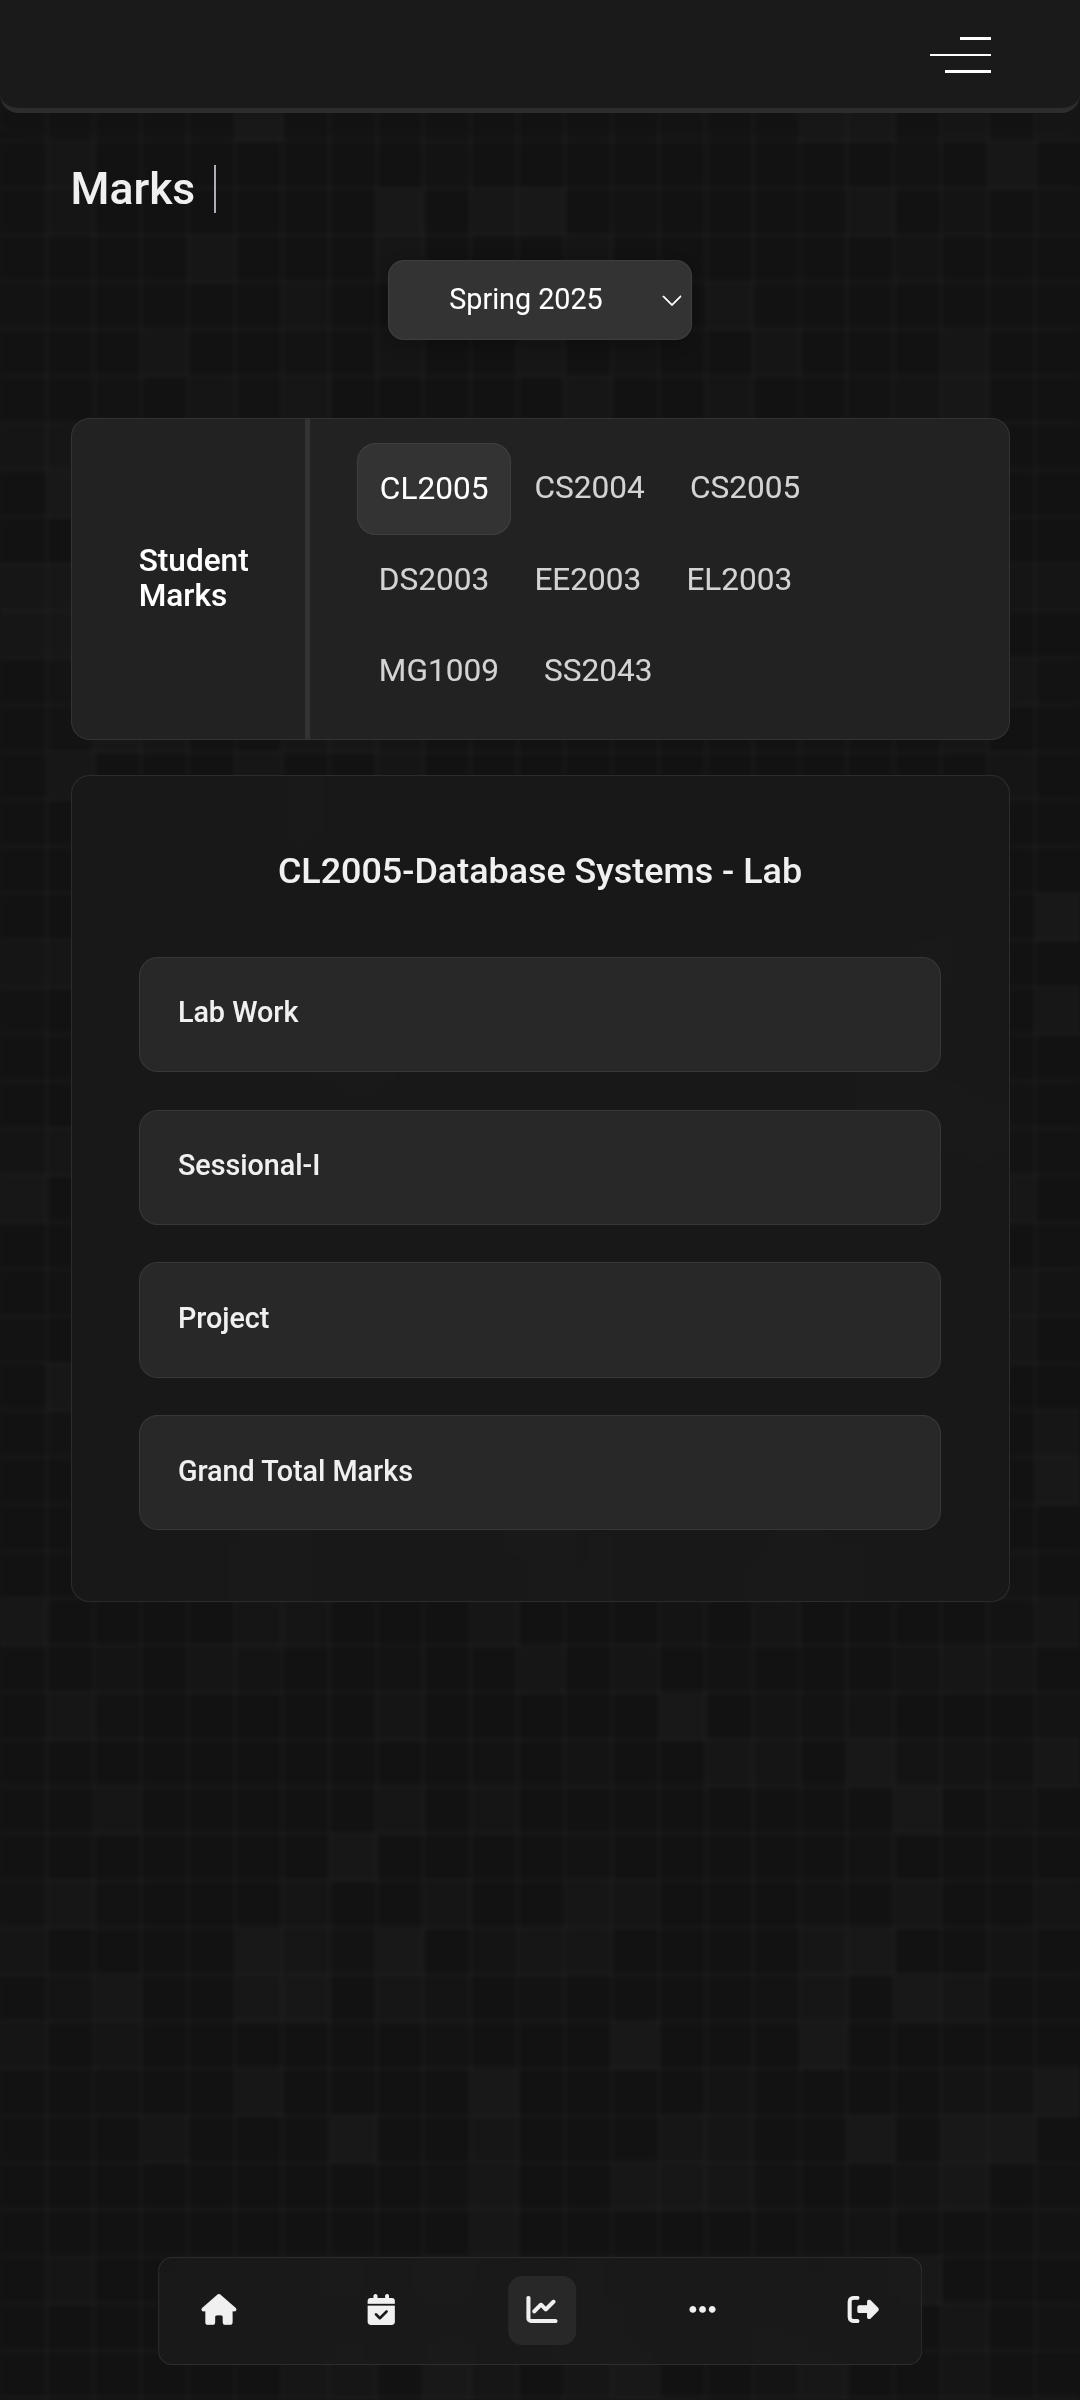 Marks
Spring 2025
Student
Marks
CL2005 CS2004 CS2005
DS2003 EE2003 EL2003
MG1009 SS2043
CL2005-Database Systems - Lab
Lab Work
Sessional-I
Project
Grand Total Marks